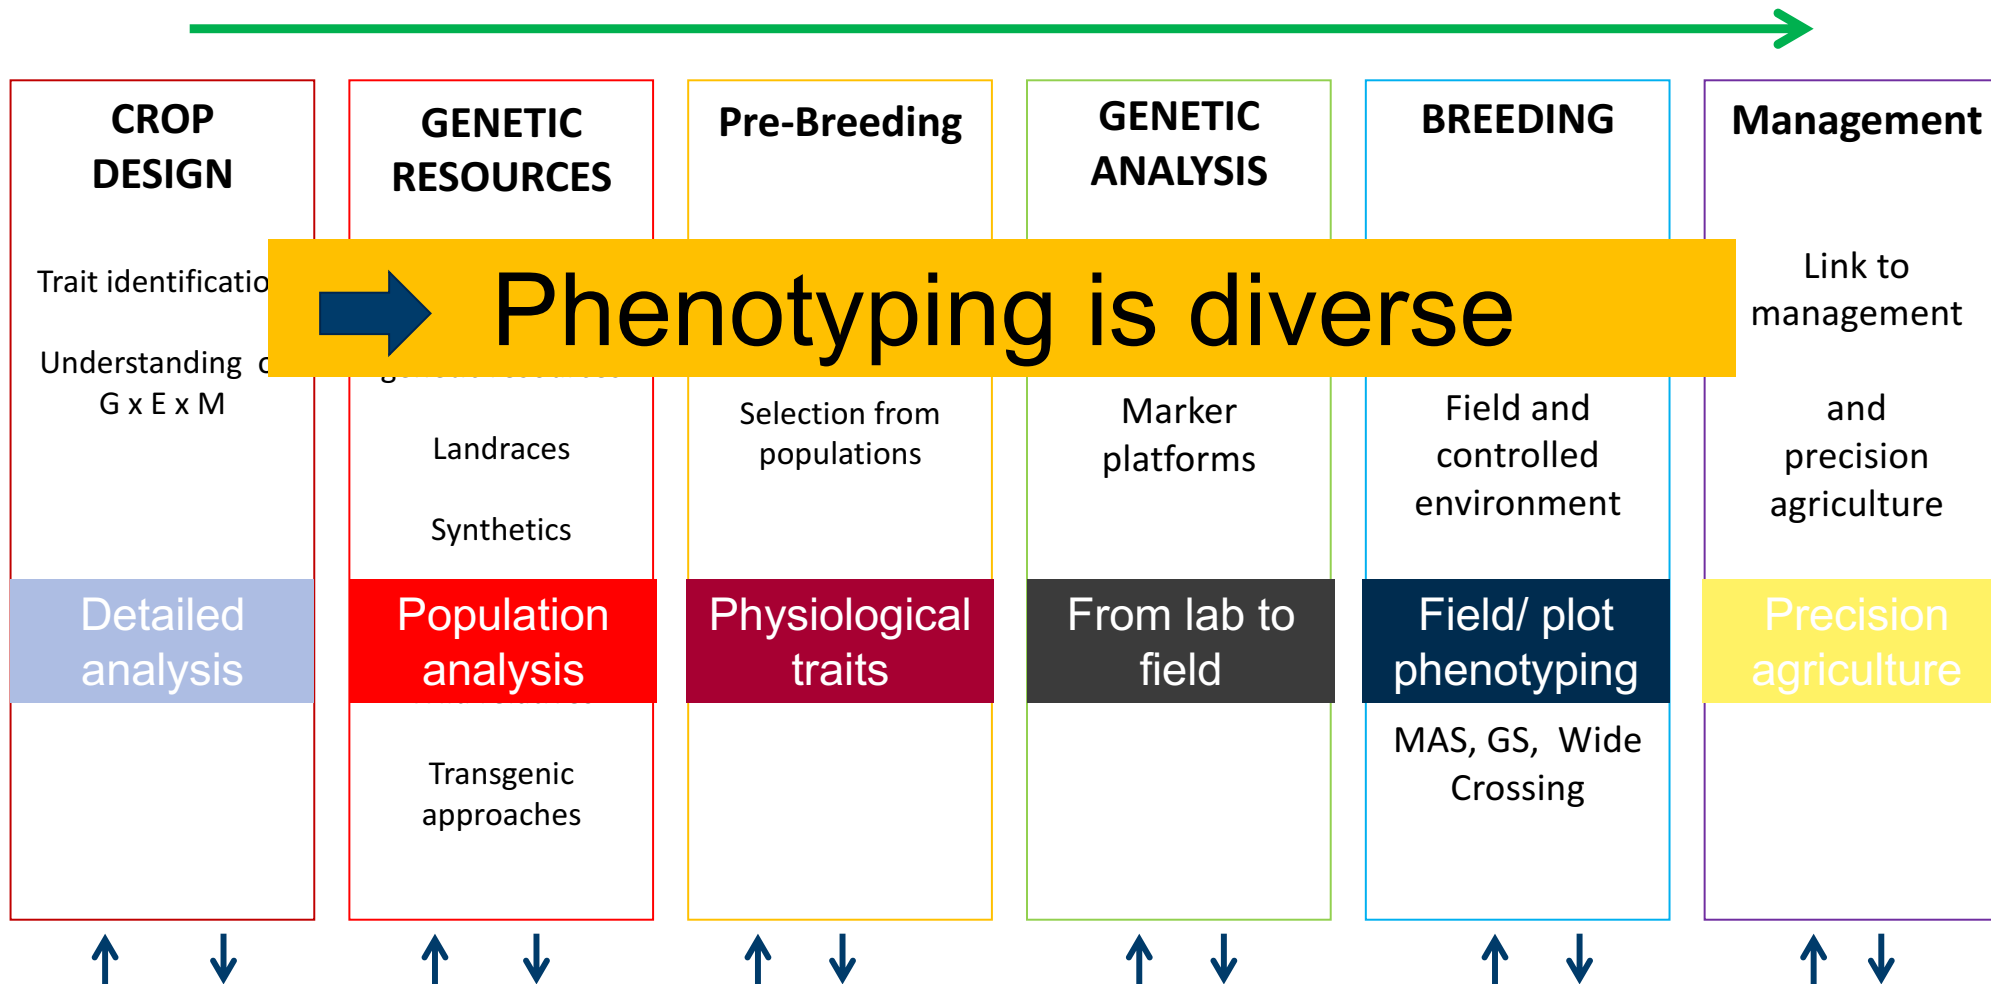 CROP
DESIGN
Trait identificatio
Understanding
G x E x M
Detailed
analysis
GENETIC
RESOURCES
Landraces
Synthetics
Population
analysis
Transgenic
approaches
Pre-Breeding
Phenotyping is diverse
Selection from
populations
Physiological
traits
GENETIC
ANALYSIS
Marker
platforms
From lab to
field
BREEDING
Field and
controlled
environment
Field/ plot
phenotyping
MAS, GS, Wide
Crossing
Management
Link to
management
and
precision
agriculture
Precision
agriculture